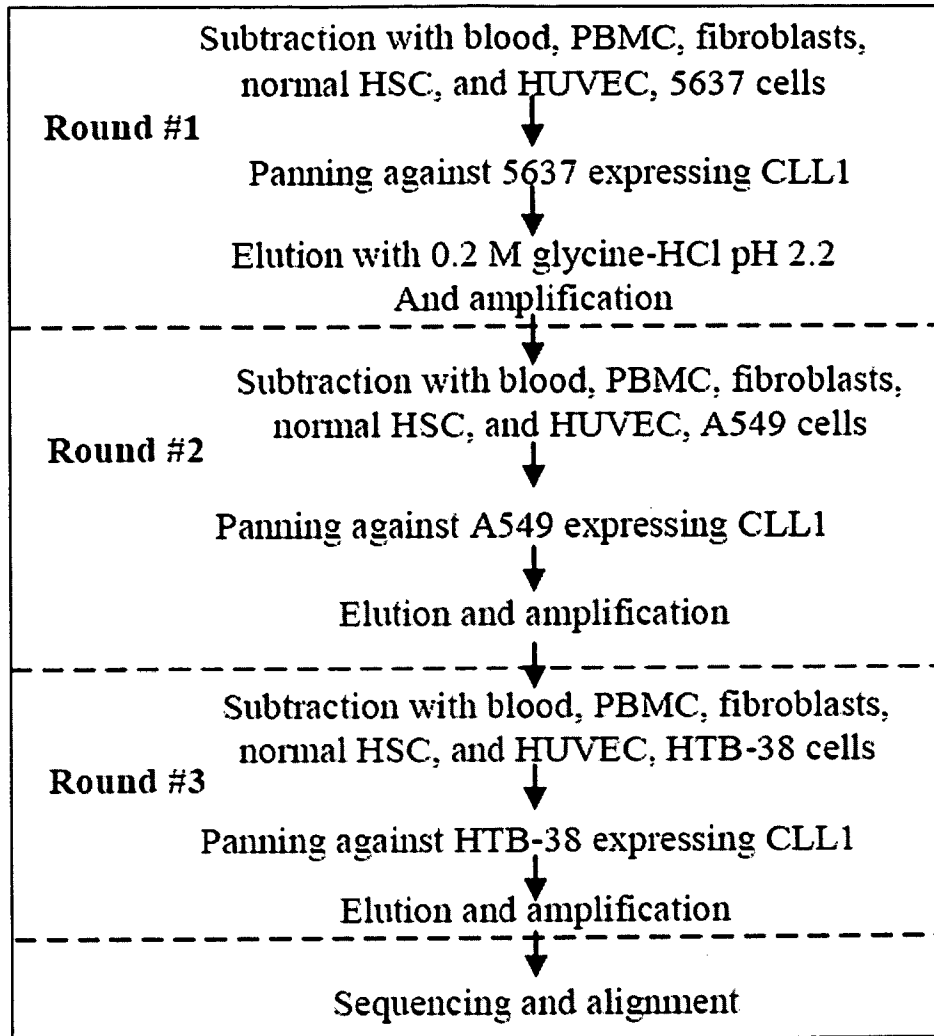 Subtraction with blood, PBMC, fibroblasts,
normal HSC, and HUVEC, 5637 cells
Round #1
Panning against 5637 expressing CLL1
Elution with 0.2 M glycine-HCl pH 2.2
And amplification
Subtraction with blood, PBMC, fibroblasts,
normal HSC, and HUVEC, A549 cells
Round #2
Panning against A549 expressing CLL1
Elution and amplification
Subtraction with blood, PBMC, fibroblasts,
normal HSC, and HUVEC, HTB-38 cells
Round #3
Panning against HTB-38 expressing CLL1
Elution and amplification
Sequencing and alignment